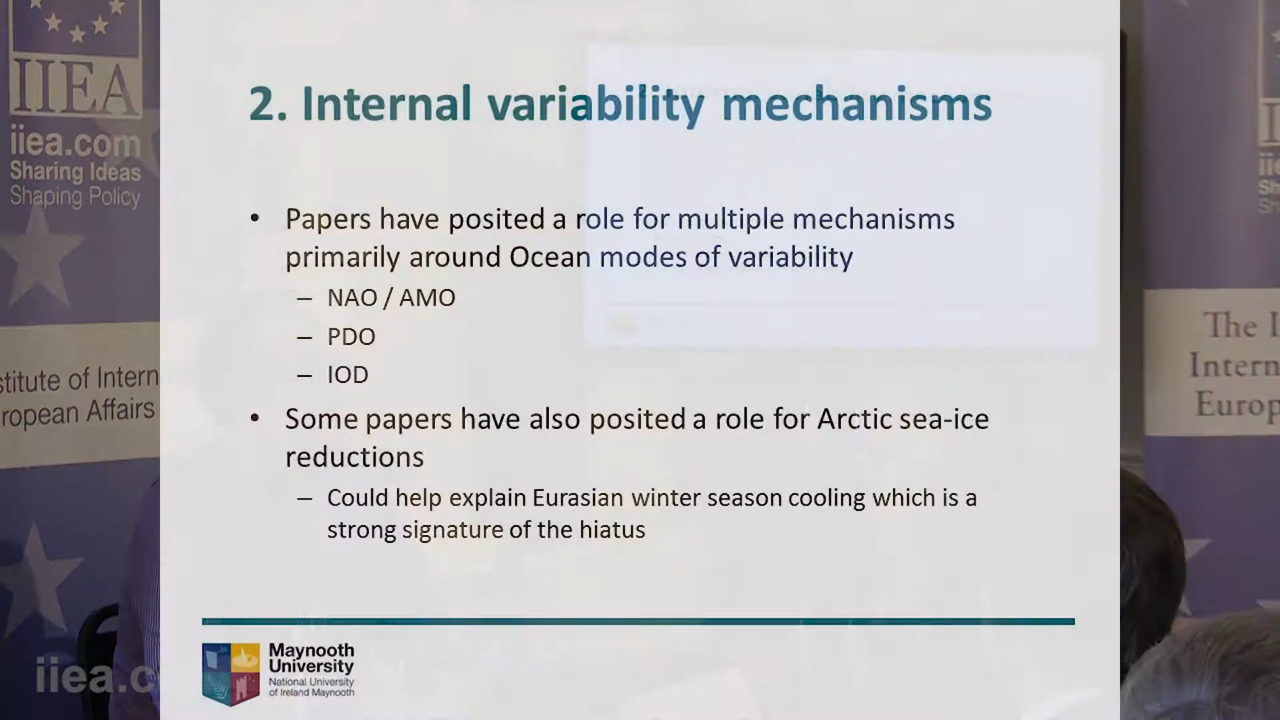 IIEA
iiea.com
Sharing Ideas
Shaping Policy
stitute of Intern
ropean Affairs
iiea.c
2. Internal variability mechanisms
• Papers have posited a role for multiple mechanisms
primarily around Ocean modes of variability
– NAO / AMO
– PDO
– IOD
• Some papers have also posited a role for Arctic sea-ice
reductions
– Could help explain Eurasian winter season cooling which is a
strong signature of the hiatus
Maynooth
University
National University
of Ireland Maynooth
The I
Intern
Europ